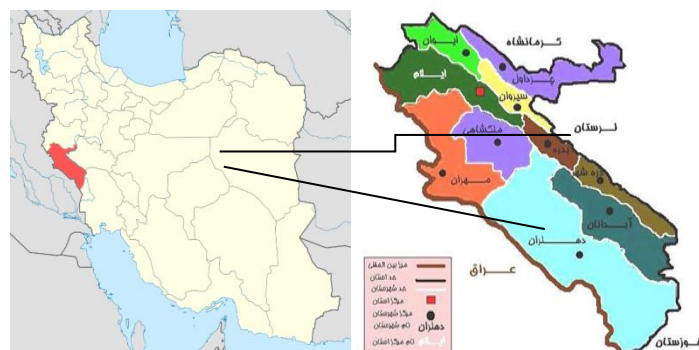 ایوان
کرمانشاه
چرداول
ایلام
سیروان
لرستان
ملکشاهی
بدره
دره شهر
مهران
آبدانان
دهلران
عراق
خوزستان
مرز بین المللی
حد استان
حد شهرستان
مرکز استان
مرکز شهرستان
دهلران نام شهرستان
ایلام نام مرکز استان